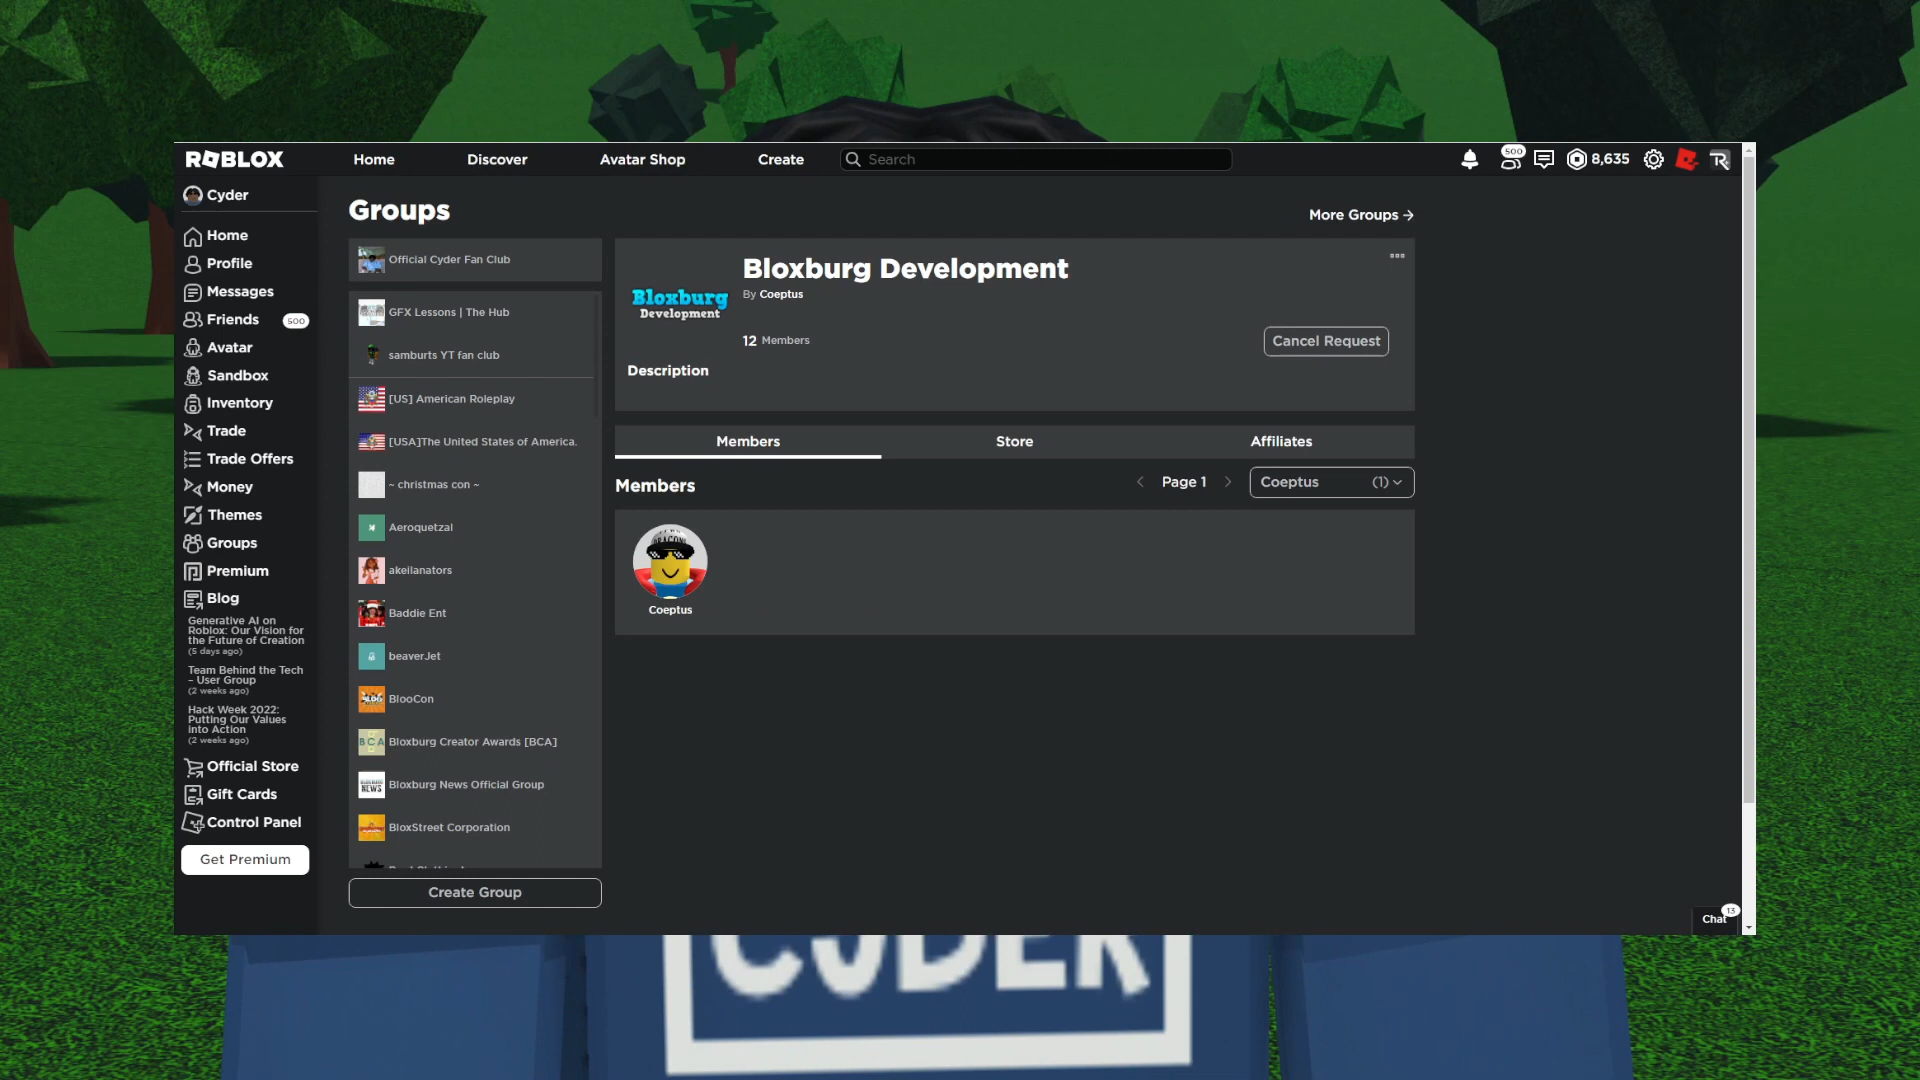 ROBLOX
Home
Discover
Avatar Shop
Create
Search
500
8,635
Cyder
Home
Profile
Messages
Friends
500
Avatar
Sandbox
Inventory
Trade
Trade Offers
Money
Themes
Groups
Premium
Blog
Generative AI on
Roblox: Our Vision for
the Future of Creation
(5 days ago)
Team Behind the Tech
– User Group
(2 weeks ago)
Hack Week 2022:
Putting Our Values
into Action
(2 weeks ago)
Official Store
Gift Cards
Control Panel
Get Premium
Groups
More Groups
Official Cyder Fan Club
GFX Lessons | The Hub
samburts YT fan club
[US] American Roleplay
[USA]The United States of America.
~ christmas con ~
Aeroquetzal
akeilanators
Baddie Ent
beaverJet
BlooCon
BCA
Bloxburg Creator Awards [BCA]
NEWS
Bloxburg News Official Group
BloxStreet Corporation
Create Group
Bloxburg
Development
Bloxburg Development
By Coeptus
12 Members
Cancel Request
Description
Members
Store
Affiliates
Members
Page 1
Coeptus (1)
Coeptus
Chat
13
CYDER